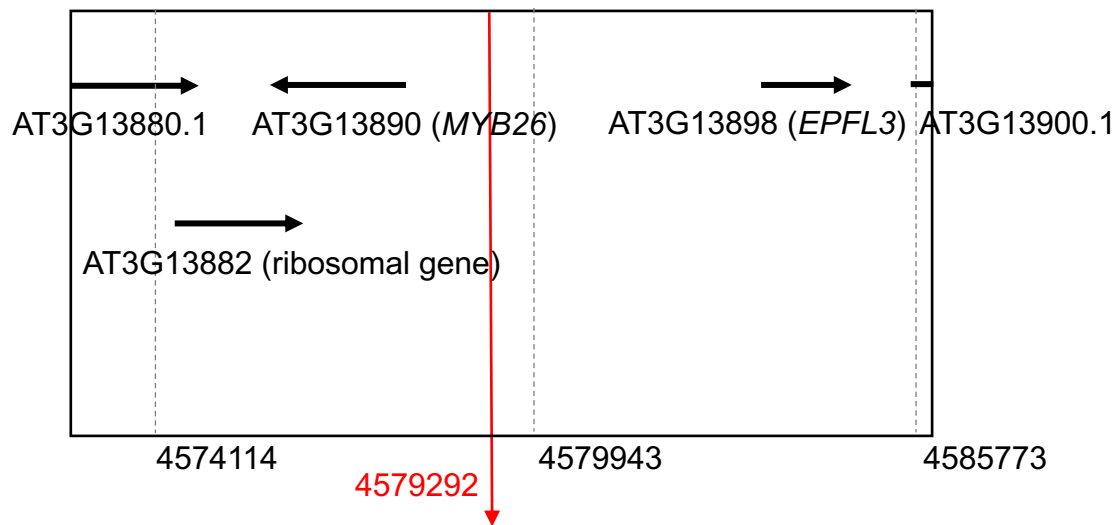 AT3G13880.1 AT3G13890 (MYB26) AT3G13898 (EPFL3) AT3G13900.1
AT3G13882 (ribosomal gene)
4574114 4579943 4585773
4579292